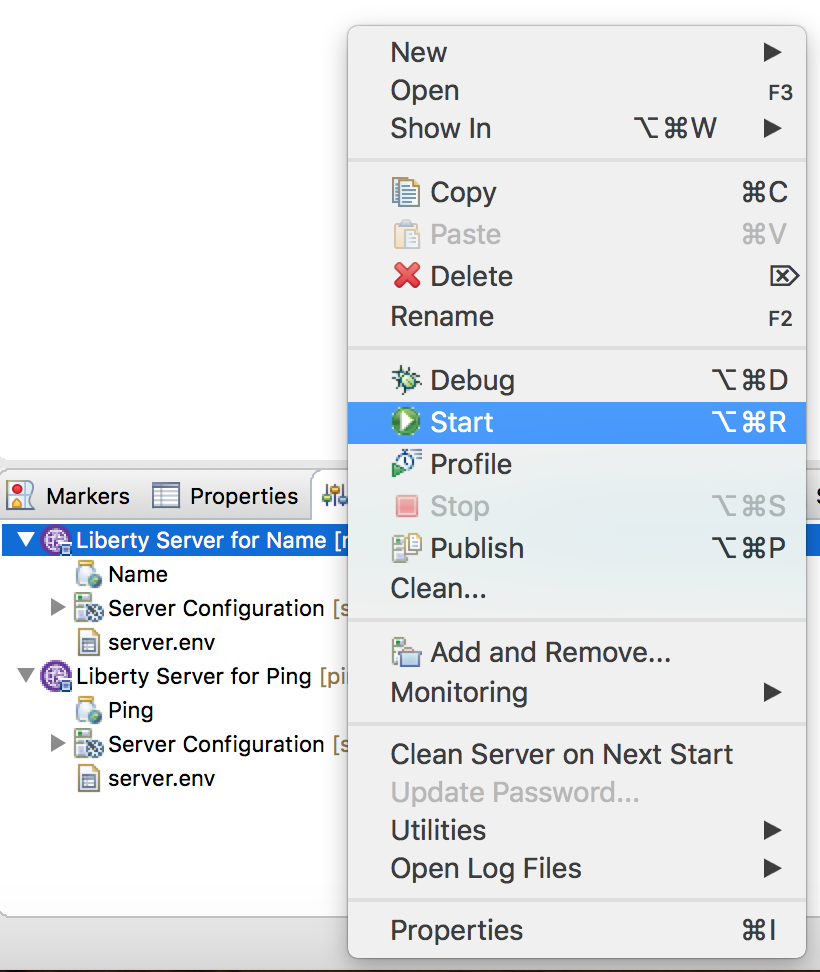 New
Open F3
Show In ⌥⌘W
Copy ⌘C
Paste ⌘V
Delete ⌦
Rename F2
Debug ⌥⌘D
Start ⌥⌘R
Profile
Stop ⌥⌘S
Publish ⌥⌘P
Clean...
Add and Remove...
Monitoring
Clean Server on Next Start
Update Password...
Utilities
Open Log Files
Properties ⌘I
Markers Properties
Liberty Server for Name
Name
Server Configuration
server.env
Liberty Server for Ping
Ping
Server Configuration
server.env